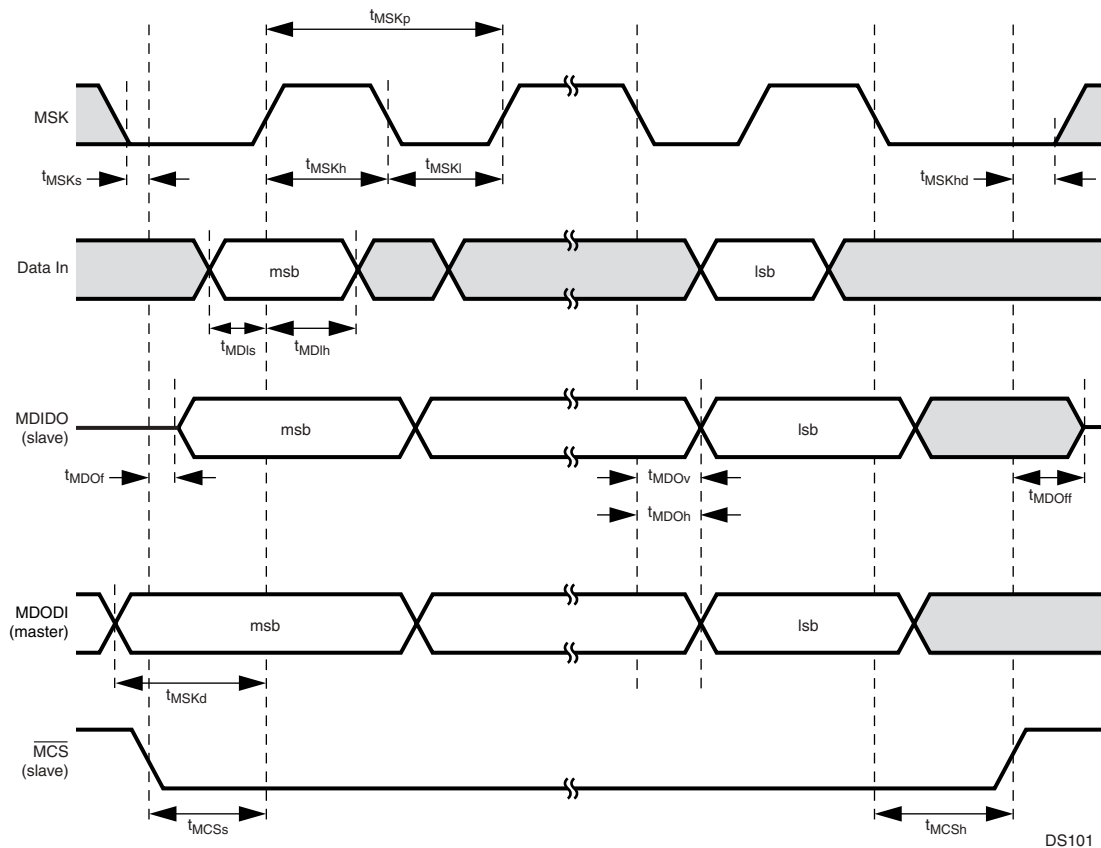 tMSKp
MSK
tMSKs
tMSKh
tMSKl
tMSKhd
Data In
msb
lsb
tMDIs
tMDIh
MDIDO
(slave)
msb
lsb
tMDOf
tMDOv
tMDOff
tMDOh
MDODI
(master)
msb
lsb
tMSKd
MCS
(slave)
tMCSs
tMCSh
DS101